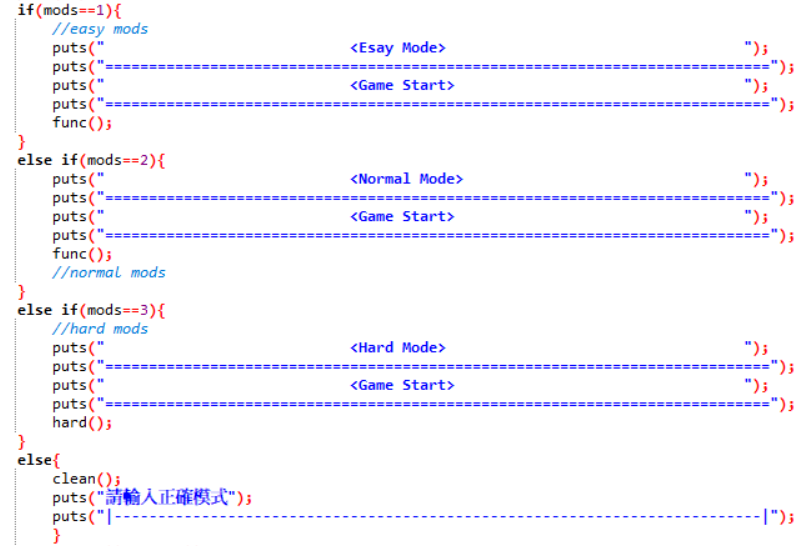 if(mods==1){
    //easy mods
    puts("                            <Esay Mode>                                  ");
    puts("============================================================================");
    puts("                            <Game Start>                                 ");
    puts("============================================================================");
    func();
}
else if(mods==2){
    puts("                            <Normal Mode>                                ");
    puts("============================================================================");
    puts("                            <Game Start>                                 ");
    puts("============================================================================");
    func();
    //normal mods
}
else if(mods==3){
    //hard mods
    puts("                            <Hard Mode>                                  ");
    puts("============================================================================");
    puts("                            <Game Start>                                 ");
    puts("============================================================================");
    hard();
}
else{
    clean();
    puts("請輸入正確模式");
    puts("|--------------------------------------------------------------------------|");
    }